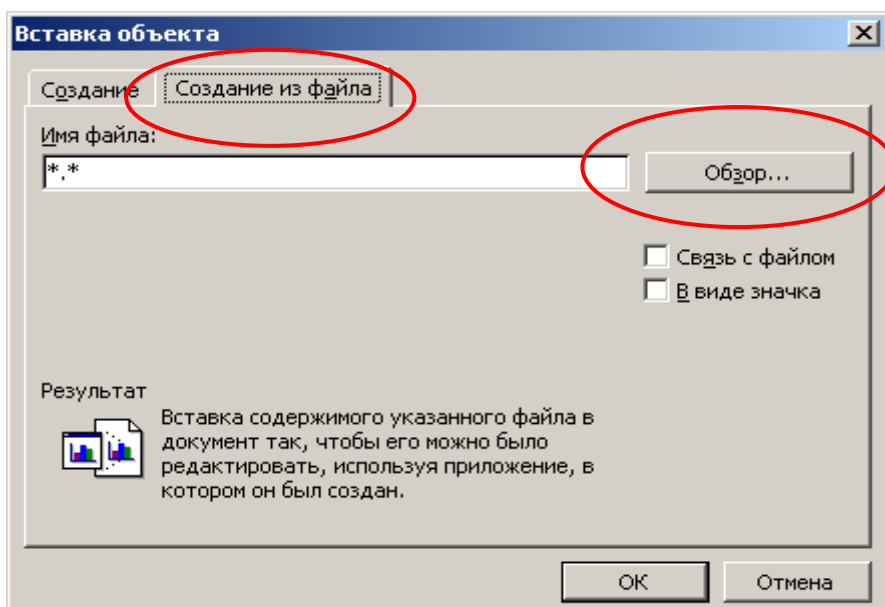 Вставка объекта
Создание
Создание из файла
Имя файла:
*.*
Обзор...
Связь с файлом
В виде значка
Результат
Вставка содержимого указанного файла в
документ так, чтобы его можно было
редактировать, используя приложение, в
котором он был создан.
ОК
Отмена